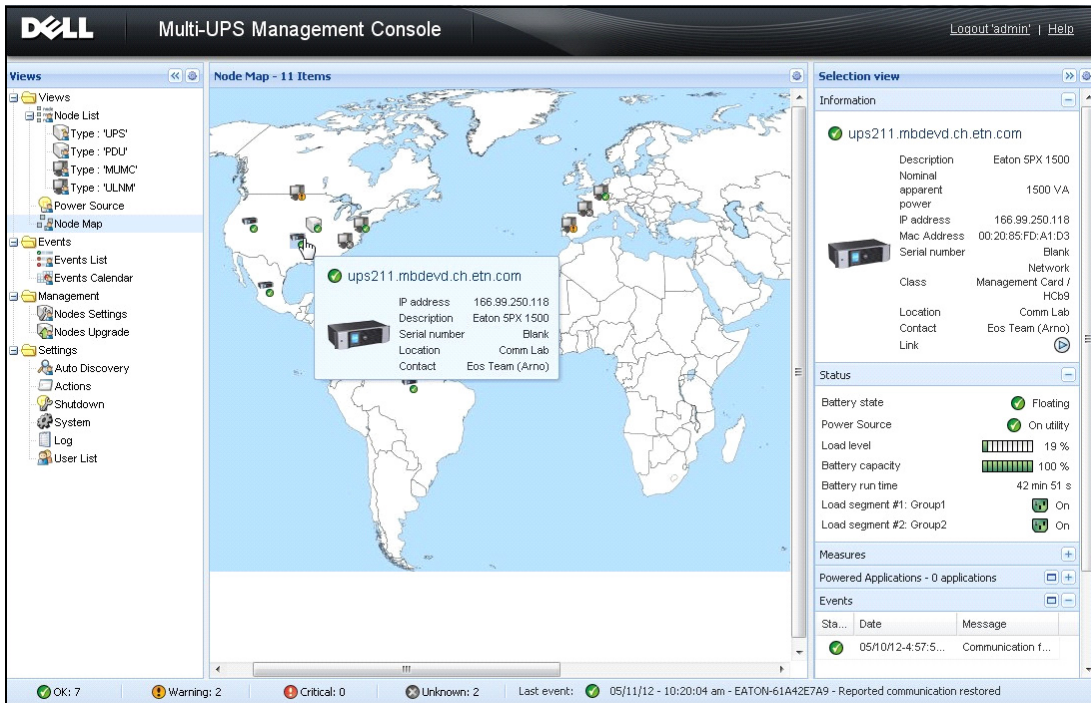 DELL
Multi-UPS Management Console
Logout 'admin' | Help
Views
Views
Node List
Type : 'UPS'
Type : 'PDU'
Type : 'MUMC'
Type : 'ULNM'
Power Source
Node Map
Events
Events List
Events Calendar
Management
Nodes Settings
Nodes Upgrade
Settings
Auto Discovery
Actions
Shutdown
System
Log
User List
Node Map - 11 Items
ups211.mbdevd.ch.etn.com
IP address 166.99.250.118
Description Eaton 5PX 1500
Serial number Blank
Location Comm Lab
Contact Eos Team (Arno)
Selection view
Information
ups211.mbdevd.ch.etn.com
Description Eaton 5PX 1500
Nominal
apparent 1500 VA
power
IP address 166.99.250.118
Mac Address 00:20:85:FD:A1:D3
Serial number Blank
Network
Class Management Card /
HCb9
Location Comm Lab
Contact Eos Team (Arno)
Link
Status
Battery state Floating
Power Source On utility
Load level 19 %
Battery capacity 100 %
Battery run time 42 min 51 s
Load segment #1: Group1 On
Load segment #2: Group2 On
Measures
Powered Applications - 0 applications
Events
Sta... Date Message
05/10/12-4:57:5... Communication f...
OK: 7 Warning: 2 Critical: 0 Unknown: 2 Last event: 05/11/12 - 10:20:04 am - EATON-61A42E7A9 - Reported communication restored